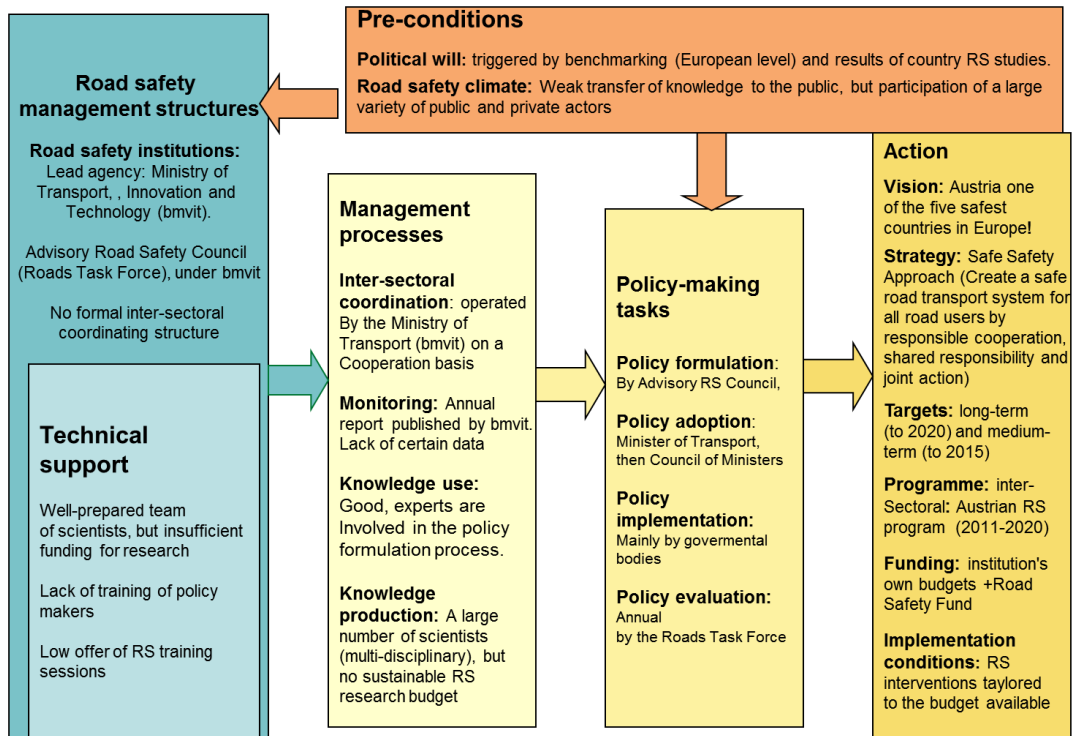 Pre-conditions
Political will: triggered by benchmarking (European level) and results of country RS studies.
Road safety climate: Weak transfer of knowledge to the public, but participation of a large
variety of public and private actors
Road safety
management structures
Road safety institutions:
Lead agency: Ministry of
Transport, , Innovation and
Technology (bmvit).
Advisory Road Safety Council
(Roads Task Force), under bmvit
No formal inter-sectoral
coordinating structure
Technical
support
Well-prepared team
of scientists, but insufficient
funding for research
Lack of training of policy
makers
Low offer of RS training
sessions
Management
processes
Inter-sectoral
coordination: operated
By the Ministry of
Transport (bmvit) on a
Cooperation basis
Monitoring: Annual
report published by bmvit.
Lack of certain data
Knowledge use:
Good, experts are
Involved in the policy
formulation process.
Knowledge
production: A large
number of scientists
(multi-disciplinary), but
no sustainable RS
research budget
Policy-making
tasks
Policy formulation:
By Advisory RS Council,
Policy adoption:
Minister of Transport,
then Council of Ministers
Policy
implementation:
Mainly by govermental
bodies
Policy evaluation:
Annual
by the Roads Task Force
Action
Vision: Austria one
of the five safest
countries in Europe!
Strategy: Safe Safety
Approach (Create a safe
road transport system for
all road users by
responsible cooperation,
shared responsibility and
joint action)
Targets: long-term
(to 2020) and medium-
term (to 2015)
Programme: inter-
Sectoral: Austrian RS
program (2011-2020)
Funding: institution's
own budgets +Road
Safety Fund
Implementation
conditions: RS
interventions taylored
to the budget available